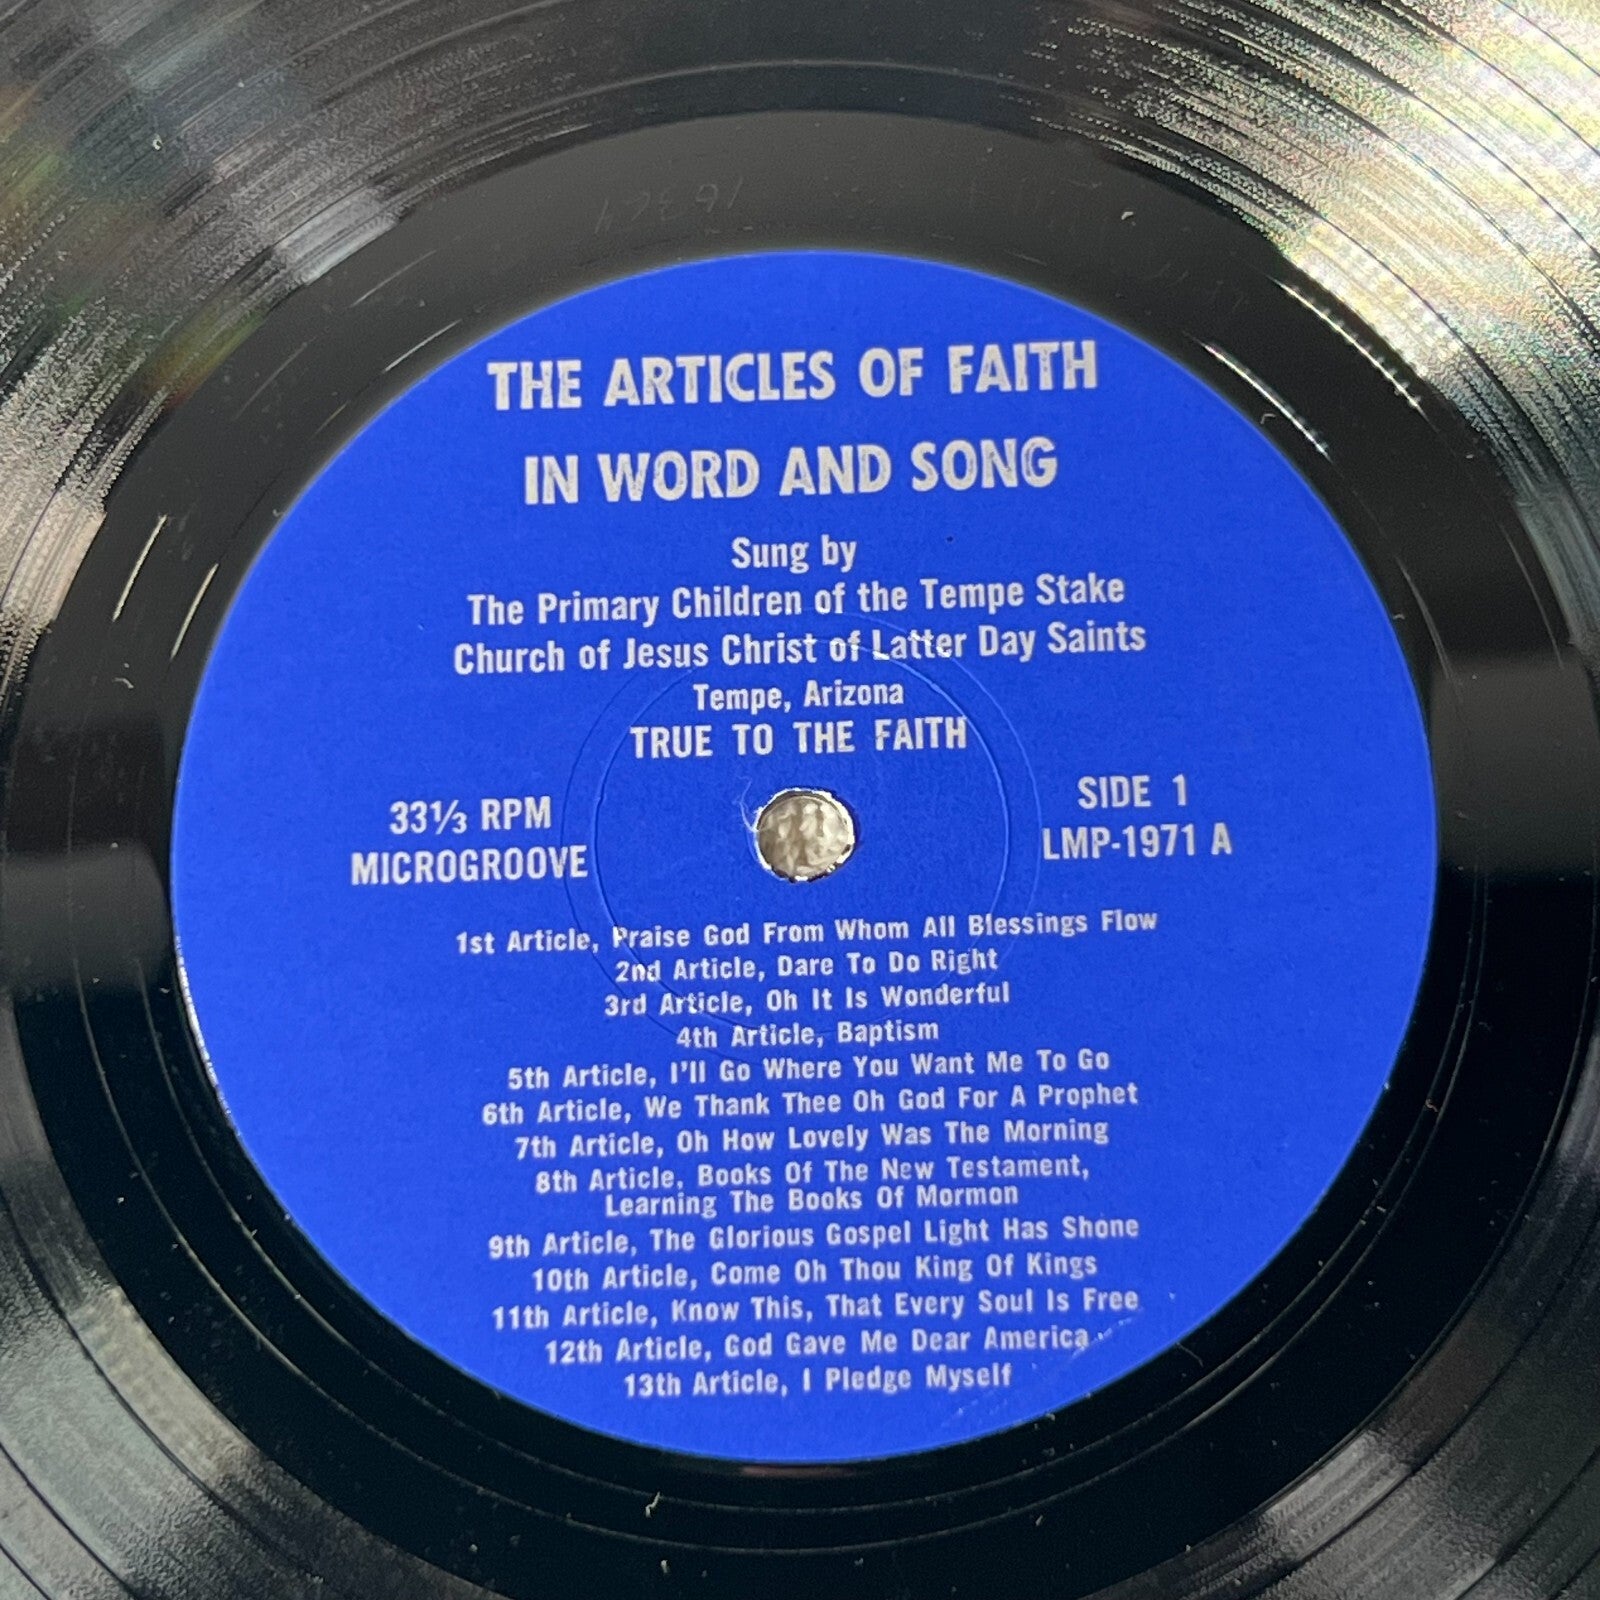 THE ARTICLES OF FAITH
IN WORD AND SONG
Sung by
The Primary Children of the Tempe Stake
Church of Jesus Christ of Latter Day Saints
Tempe, Arizona
TRUE TO THE FAITH
33⅓ RPM
MICROGROOVE
SIDE 1
LMP-1971 A
1st Article, Praise God From Whom All Blessings Flow
2nd Article, Dare To Do Right
3rd Article, Oh It Is Wonderful
4th Article, Baptism
5th Article, I'll Go Where You Want Me To Go
6th Article, We Thank Thee Oh God For A Prophet
7th Article, Oh How Lovely Was The Morning
8th Article, Books Of The New Testament,
Learning The Books Of Mormon
9th Article, The Glorious Gospel Light Has Shone
10th Article, Come Oh Thou King Of Kings
11th Article, Know This, That Every Soul Is Free
12th Article, God Gave Me Dear America
13th Article, I Pledge Myself